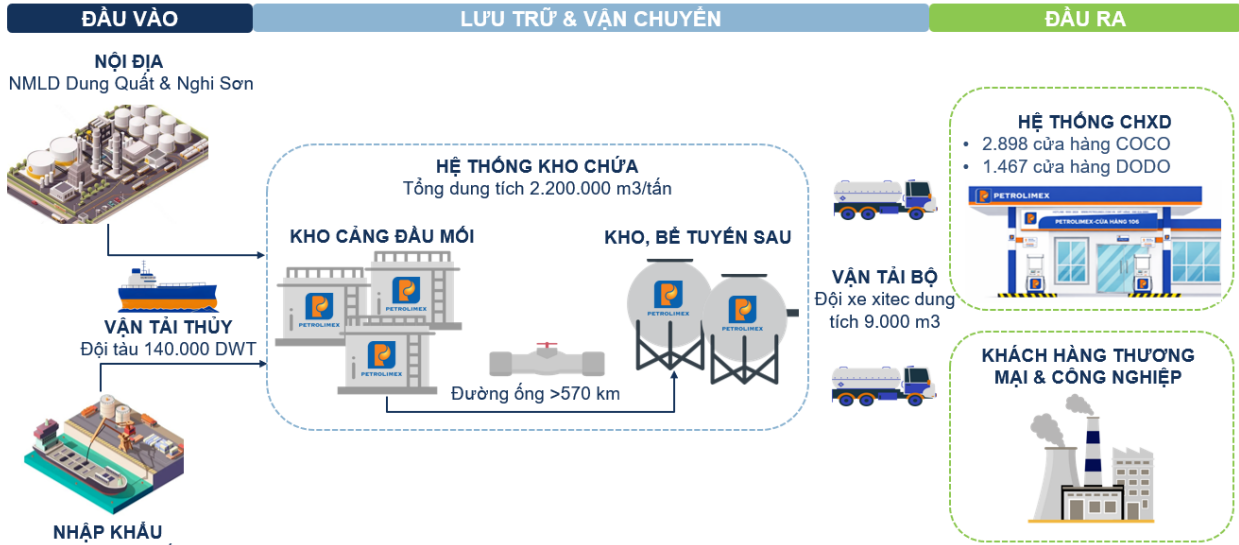 ĐẦU VÀO
LƯU TRỮ & VẬN CHUYỂN
ĐẦU RA
NỘI ĐỊA
NMLD Dung Quất & Nghi Sơn
VẬN TẢI THỦY
Đội tàu 140.000 DWT
NHẬP KHẨU
HỆ THỐNG KHO CHỨA
Tổng dung tích 2.200.000 m3/tấn
KHO CẢNG ĐẦU MỐI
PETROLIMEX
PETROLIMEX
PETROLIMEX
Đường ống >570 km
KHO, BỂ TUYẾN SAU
PETROLIMEX
PETROLIMEX
VẬN TẢI BỘ
Đội xe xitec dung
tích 9.000 m3
HỆ THỐNG CHXD
• 2.898 cửa hàng COCO
• 1.467 cửa hàng DODO
PETROLIMEX
PETROLIMEX-CỬA HÀNG 106
KHÁCH HÀNG THƯƠNG
MẠI & CÔNG NGHIỆP